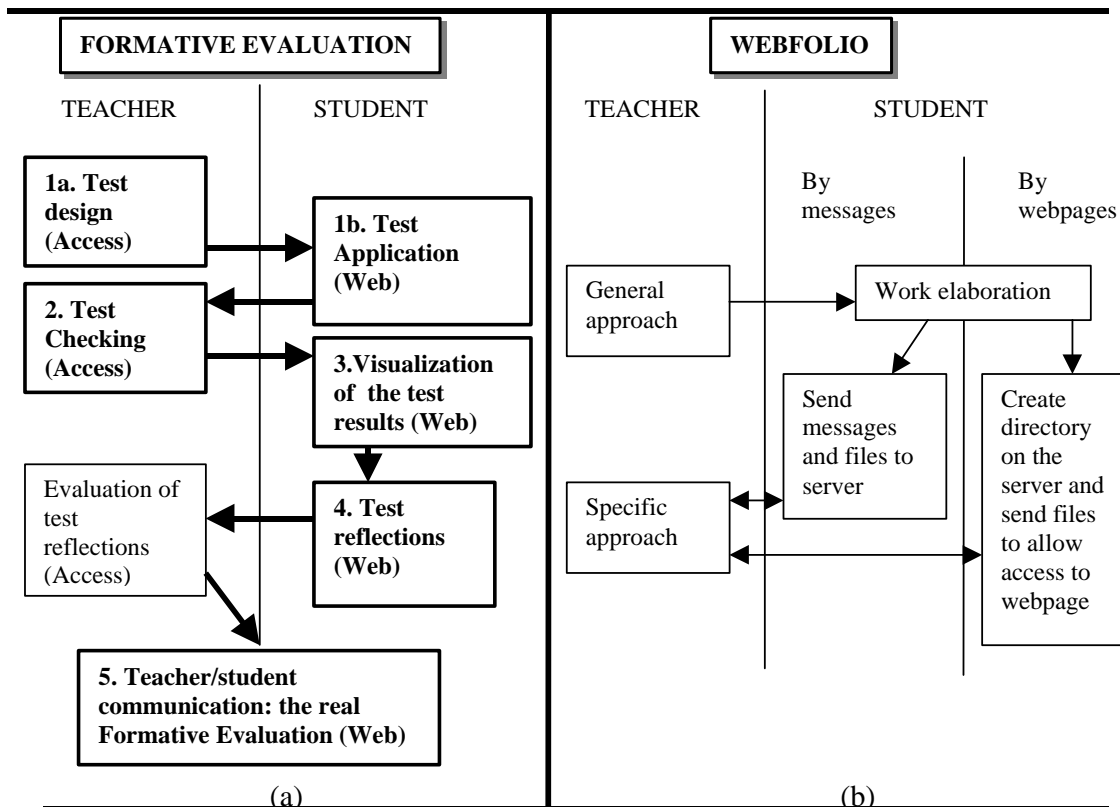 FORMATIVE EVALUATION
TEACHER
STUDENT
1a. Test
design
(Access)
1b. Test
Application
(Web)
2. Test
Checking
(Access)
3.Visualization
of the test
results (Web)
Evaluation of
test
reflections
(Access)
4. Test
reflections
(Web)
5. Teacher/student
communication: the real
Formative Evaluation (Web)
(a)
WEBFOLIO
TEACHER
STUDENT
By
messages
By
webpages
General
approach
Work elaboration
Send
messages
and files to
server
Create
directory
on the
server and
send files
to allow
access to
webpage
Specific
approach
(b)